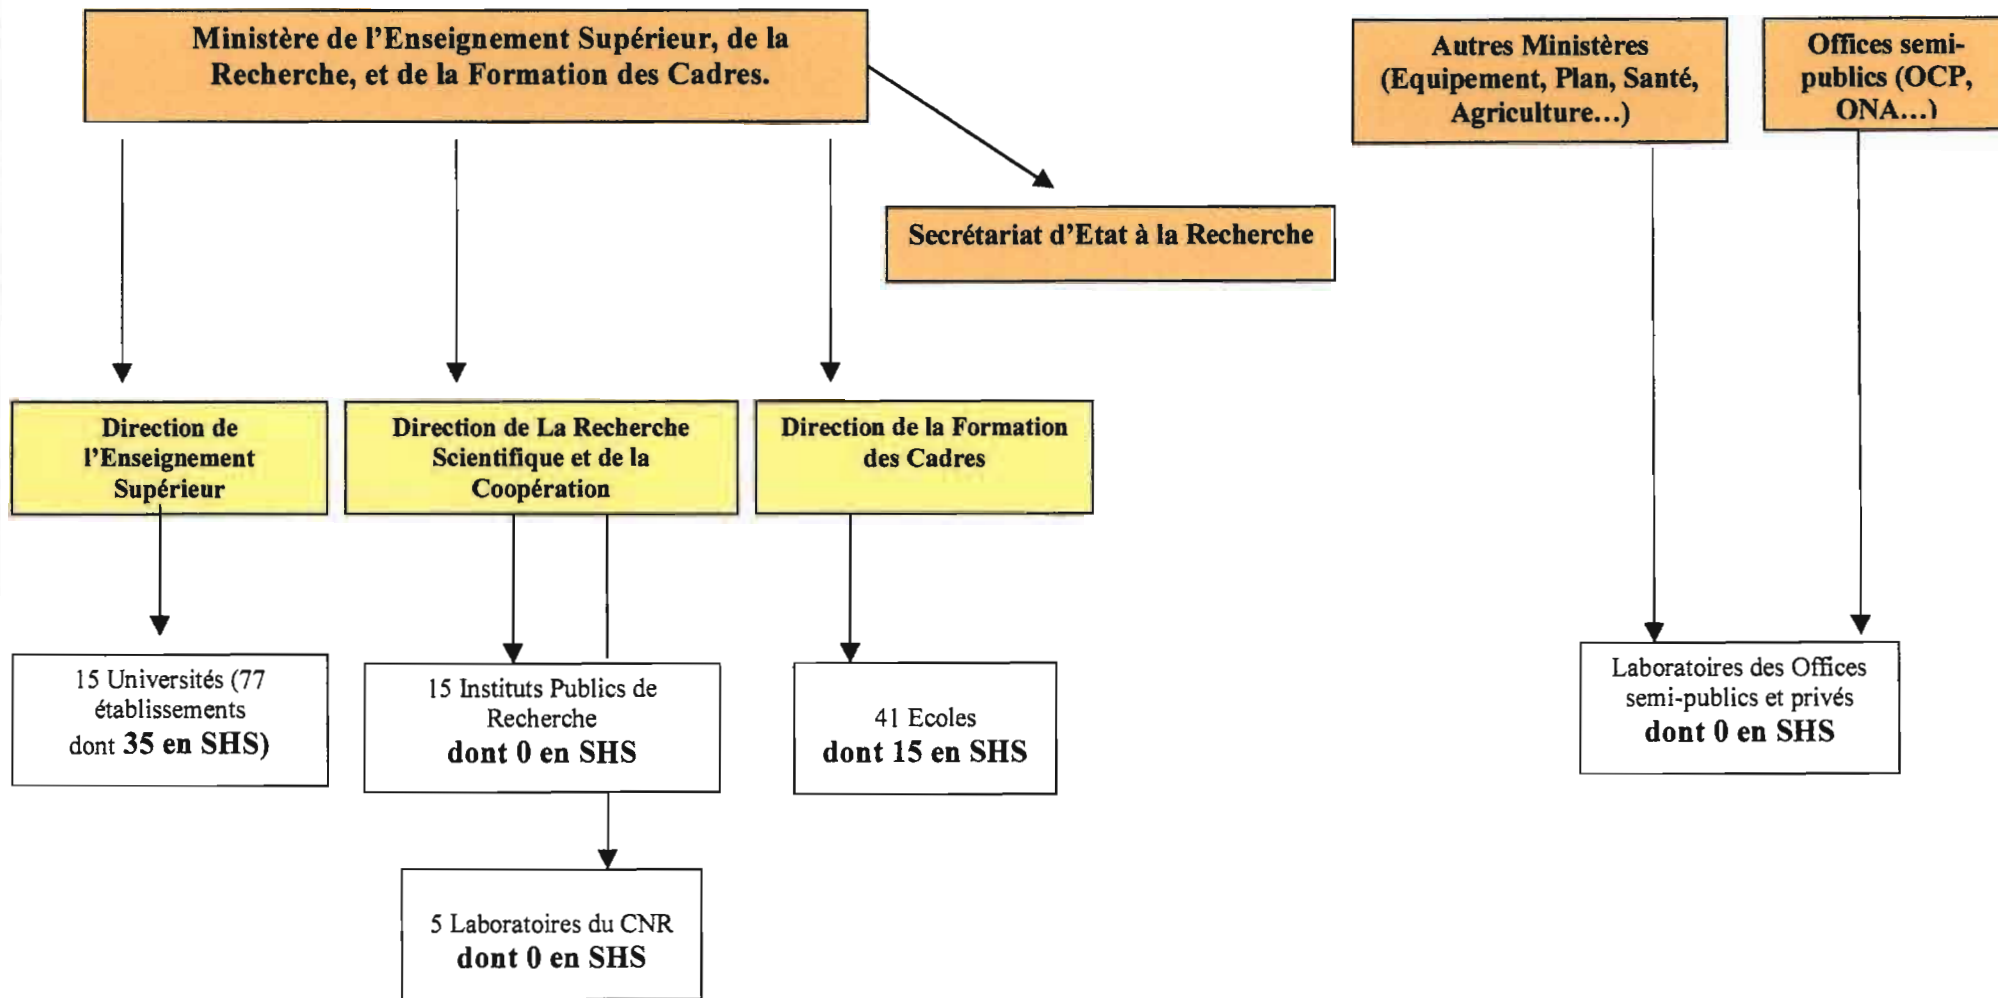 Ministère de l'Enseignement Supérieur, de la
Recherche, et de la Formation des Cadres.
Autres Ministères
(Equipement, Plan, Santé,
Agriculture...)
Offices semi-
publics (OCP,
ONA...)
Secrétariat d'Etat à la Recherche
Direction de
l'Enseignement
Supérieur
Direction de La Recherche
Scientifique et de la
Coopération
Direction de la Formation
des Cadres
15 Universités (77
établissements
dont 35 en SHS)
15 Instituts Publics de
Recherche
dont 0 en SHS
41 Ecoles
dont 15 en SHS
Laboratoires des Offices
semi-publics et privés
dont 0 en SHS
5 Laboratoires du CNR
dont 0 en SHS